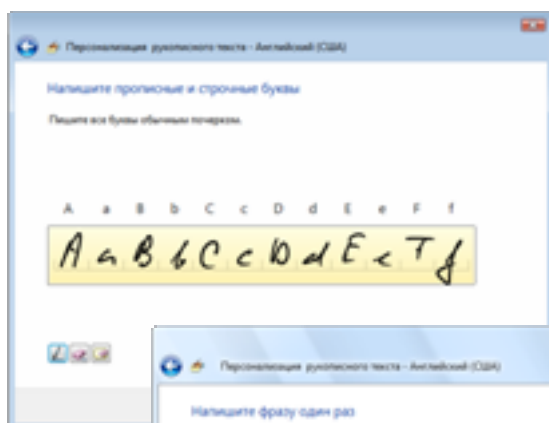 Персонализация рукописного текста - Английский (США)
Напишите прописные и строчные буквы
Пишите все буквы обычным почерком.
A a B b C c D d E e F f
A a B b C c D d E e T f
Персонализация рукописного текста - Английский (США)
Напишите фразу один раз